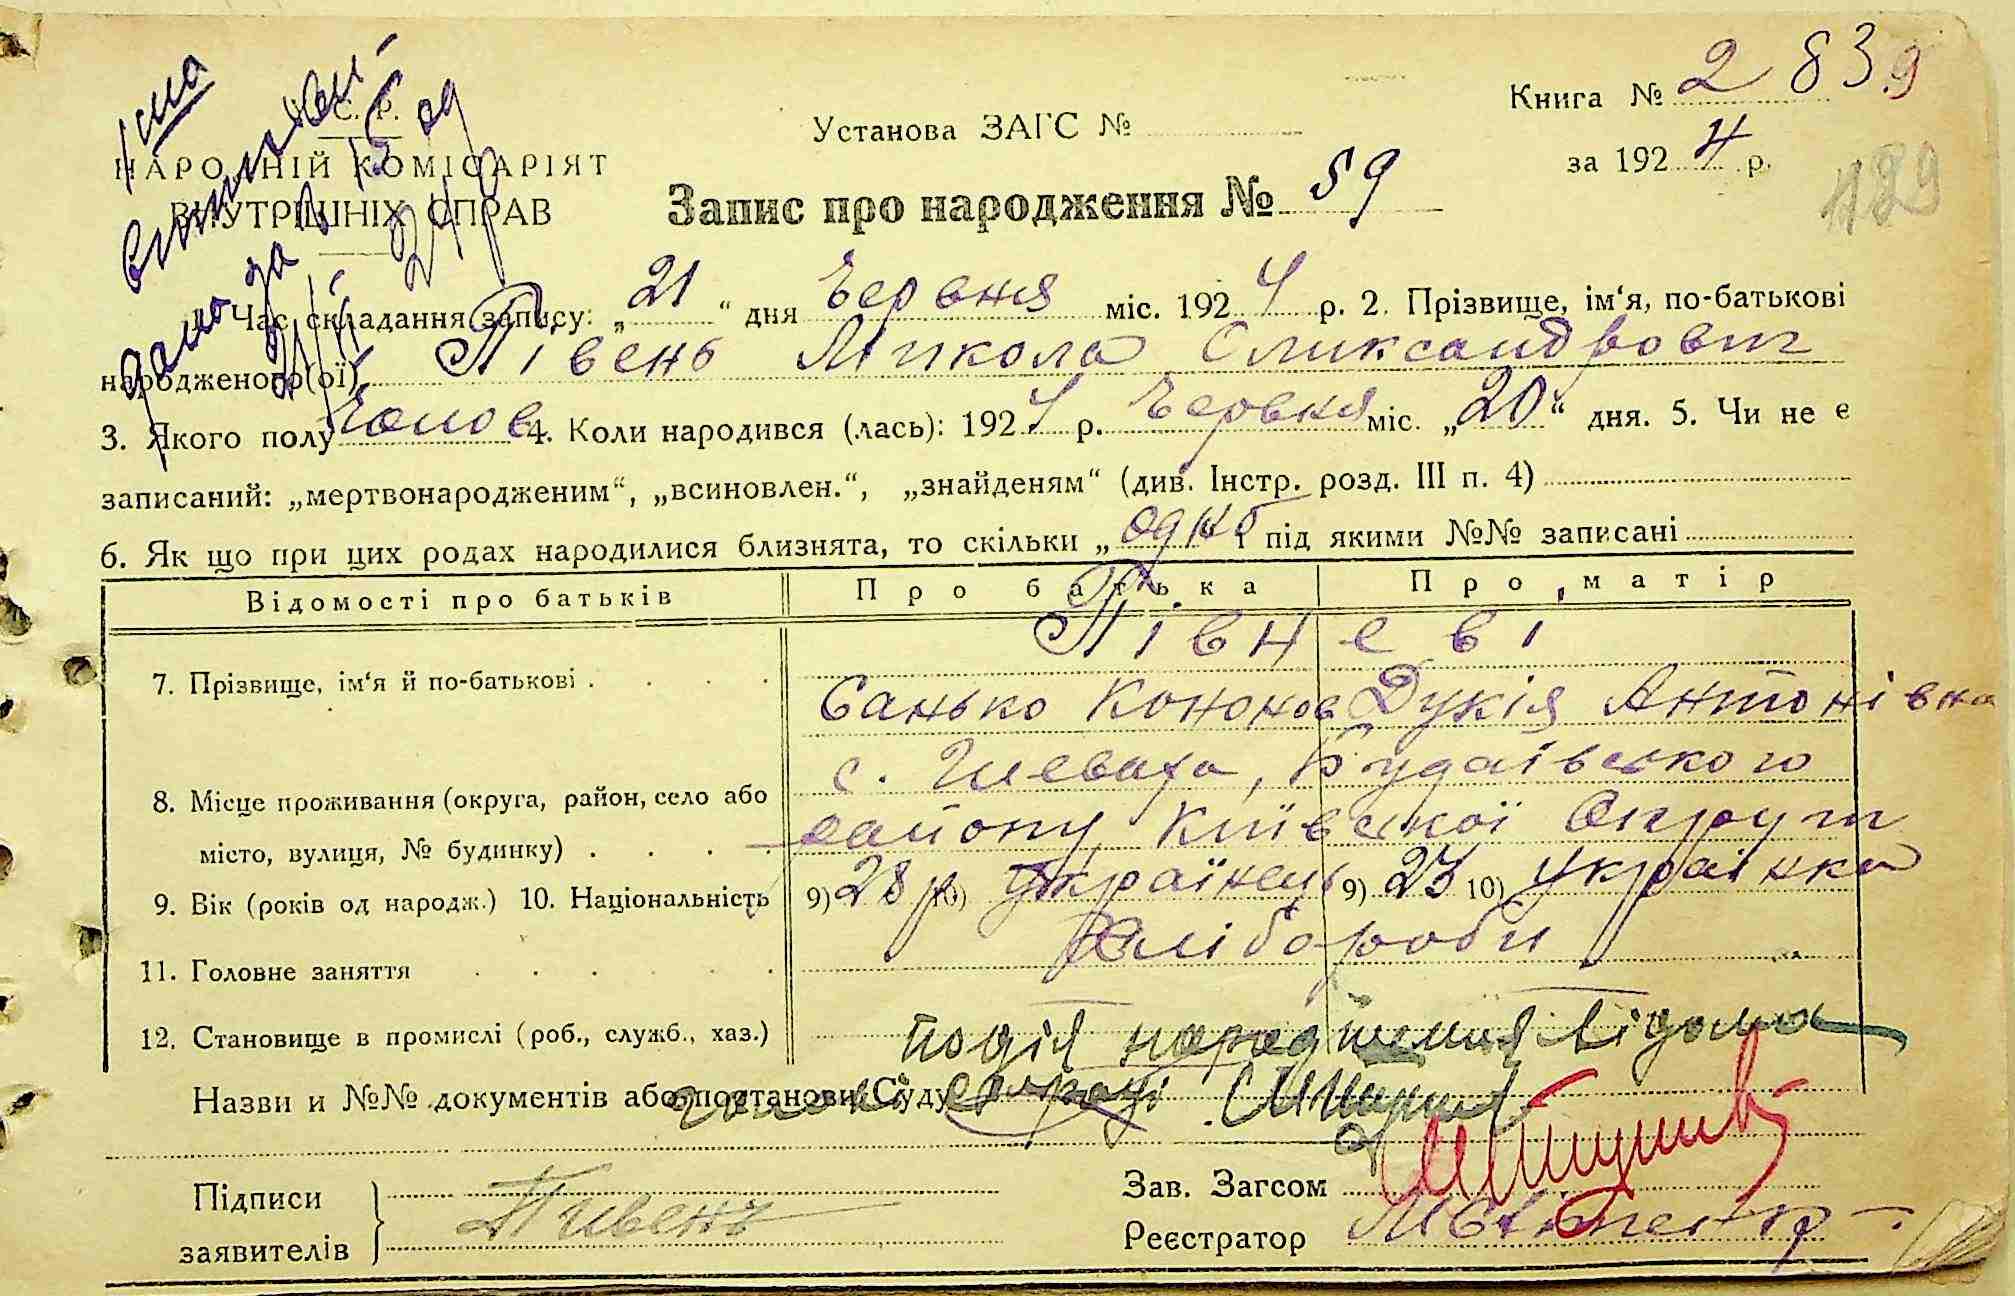 Книга № 2 839
С. Р.
Установа ЗАГС №
за 1924 р.
НАРОДНІЙ КОМІСАРІЯТ
ВНУТРІШНІХ СПРАВ
Запис про народження № 59
189
Час складання запису: „21“ дня Червня міс. 1924 р. 2. Прізвище, ім‘я, по-батькові
народженого(ої) Півень Микола Олександрович
3. Якого полу Чолов 4. Коли народився (лась): 1924 р. Червня міс. „20“ дня. 5. Чи не є
записаний: „мертвонародженим“, „всиновлен.“, „знайденям“ (див. Інстр. розд. III п. 4)
6. Як що при цих родах народилися близнята, то скільки „одно і під якими №№ записані
Відомості про батьків Про батька Про матір
Півневі
7. Прізвище, ім‘я й по-батькові
Санько Кононов Дукія Антонівна
с. Глеваха, Будаївського
8. Місце проживання (округа, район, село або
місто, вулиця, № будинку)
району, Київської Округи
9. Вік (років од народж.) 10. Національність 9) 28 р 10) Українець 9) 23 10) Українка
11. Головне заняття Хлібороби
12. Становище в промислі (роб., служб., хаз.)
подія народження відома
Назви и №№ документів або постанови Суду
Підписи
заявителів
Пивень
Зав. Загсом
Реєстратор